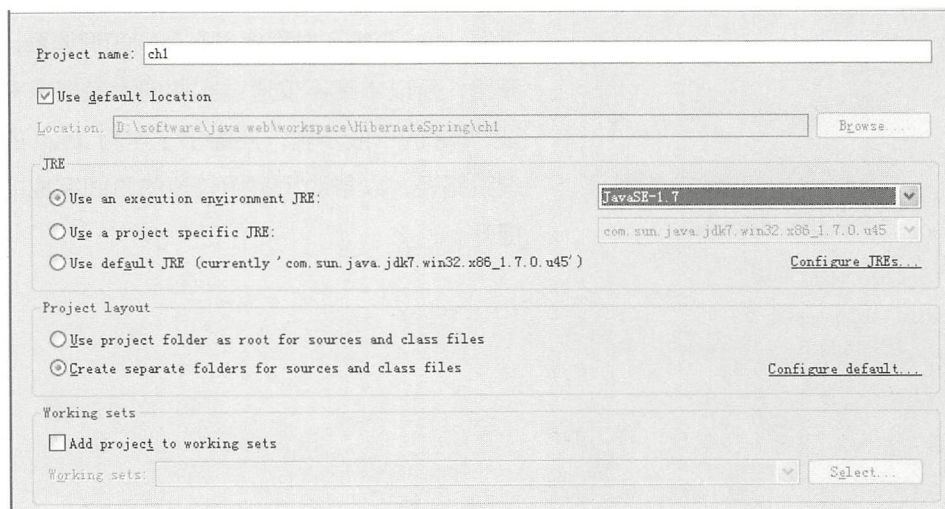 Project name: ch1
Use default location
Location: D:\software\java web\workspace\HibernateSpring\ch1 Browse...
JRE
Use an execution environment JRE: JavaSE-1.7
Use a project specific JRE: com.sun.java.jdk7.win32.x86_1.7.0.u45
Use default JRE (currently 'com.sun.java.jdk7.win32.x86_1.7.0.u45') Configure JREs...
Project layout
Use project folder as root for sources and class files
Create separate folders for sources and class files Configure default...
Working sets
Add project to working sets
Working sets: Select...